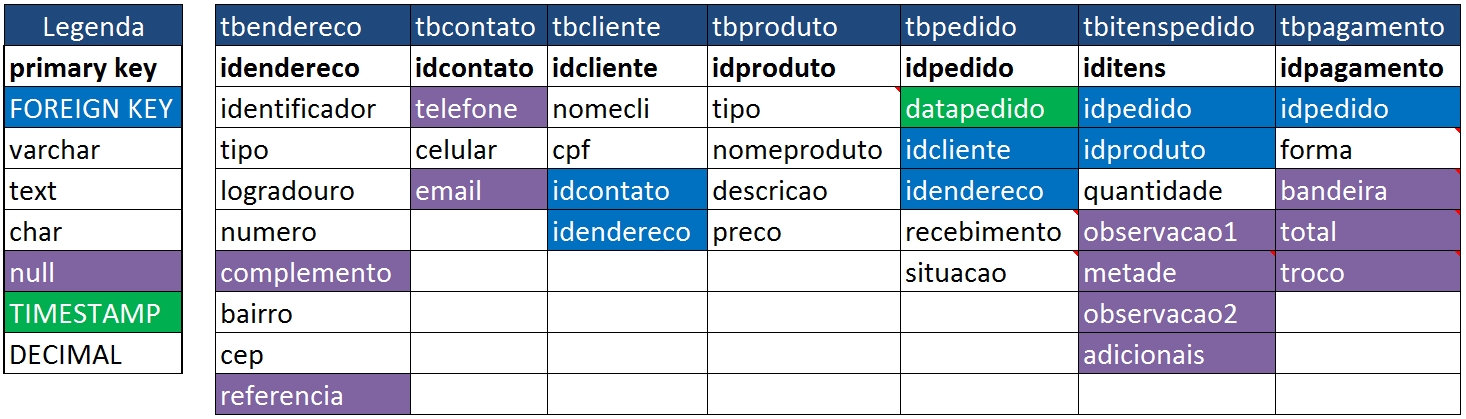 Legenda tbendereco tbcontato tbcliente tbproduto tbpedido tbitenspedido tbpagamento
primary key idendereco idcontato idcliente idproduto idpedido iditens idpagamento
FOREIGN KEY identificador telefone nomecli tipo datapedido idpedido idpedido
varchar tipo celular cpf nomeproduto idcliente idproduto forma
text logradouro email idcontato descricao idendereco quantidade bandeira
char numero idendereco preco recebimento observacao1 total
null complemento situacao metade troco
TIMESTAMP bairro observacao2
DECIMAL cep adicionais
referencia